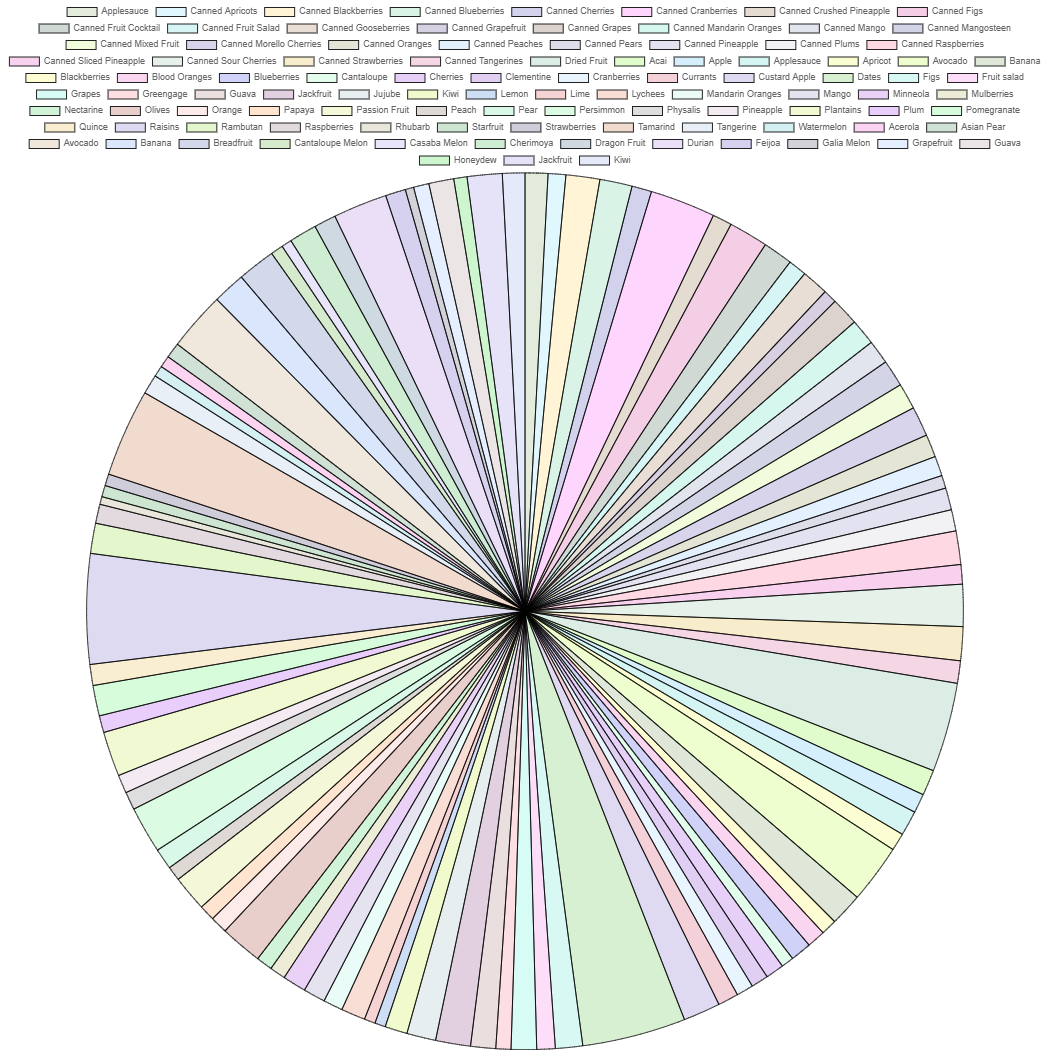 Applesauce Canned Apricots Canned Blackberries Canned Blueberries Canned Cherries Canned Cranberries Canned Crushed Pineapple Canned Figs
Canned Fruit Cocktail Canned Fruit Salad Canned Gooseberries Canned Grapefruit Canned Grapes Canned Mandarin Oranges Canned Mango Canned Mangosteen
Canned Mixed Fruit Canned Morello Cherries Canned Oranges Canned Peaches Canned Pears Canned Pineapple Canned Plums Canned Raspberries
Canned Sliced Pineapple Canned Sour Cherries Canned Strawberries Canned Tangerines Dried Fruit Acai Apple Applesauce Apricot Avocado Banana
Blackberries Blood Oranges Blueberries Cantaloupe Cherries Clementine Cranberries Currants Custard Apple Dates Figs Fruit salad
Grapes Greengage Guava Jackfruit Jujube Kiwi Lemon Lime Lychees Mandarin Oranges Mango Minneola Mulberries
Nectarine Olives Orange Papaya Passion Fruit Peach Pear Persimmon Physalis Pineapple Plantains Plum Pomegranate
Quince Raisins Rambutan Raspberries Rhubarb Starfruit Strawberries Tamarind Tangerine Watermelon Acerola Asian Pear
Avocado Banana Breadfruit Cantaloupe Melon Casaba Melon Cherimoya Dragon Fruit Durian Feijoa Galia Melon Grapefruit Guava
Honeydew Jackfruit Kiwi